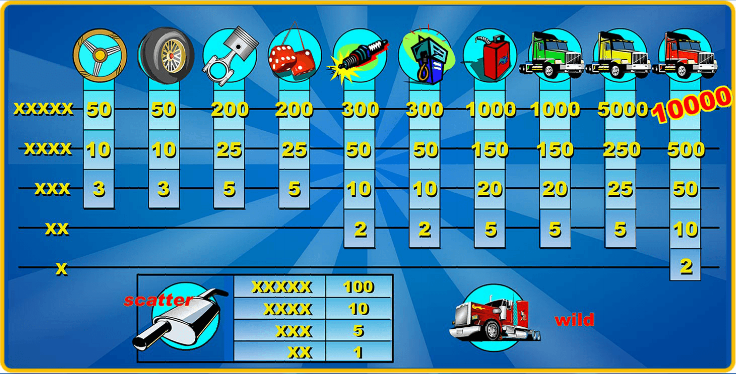 XXXXX 50 50 200 200 300 300 1000 1000 5000 10000
XXXX 10 10 25 25 50 50 150 150 250 500
XXX 3 3 5 5 10 10 20 20 25 50
XX 2 2 5 5 5 10
X 2
scatter
XXXXX 100
XXXX 10
XXX 5
XX 1
wild